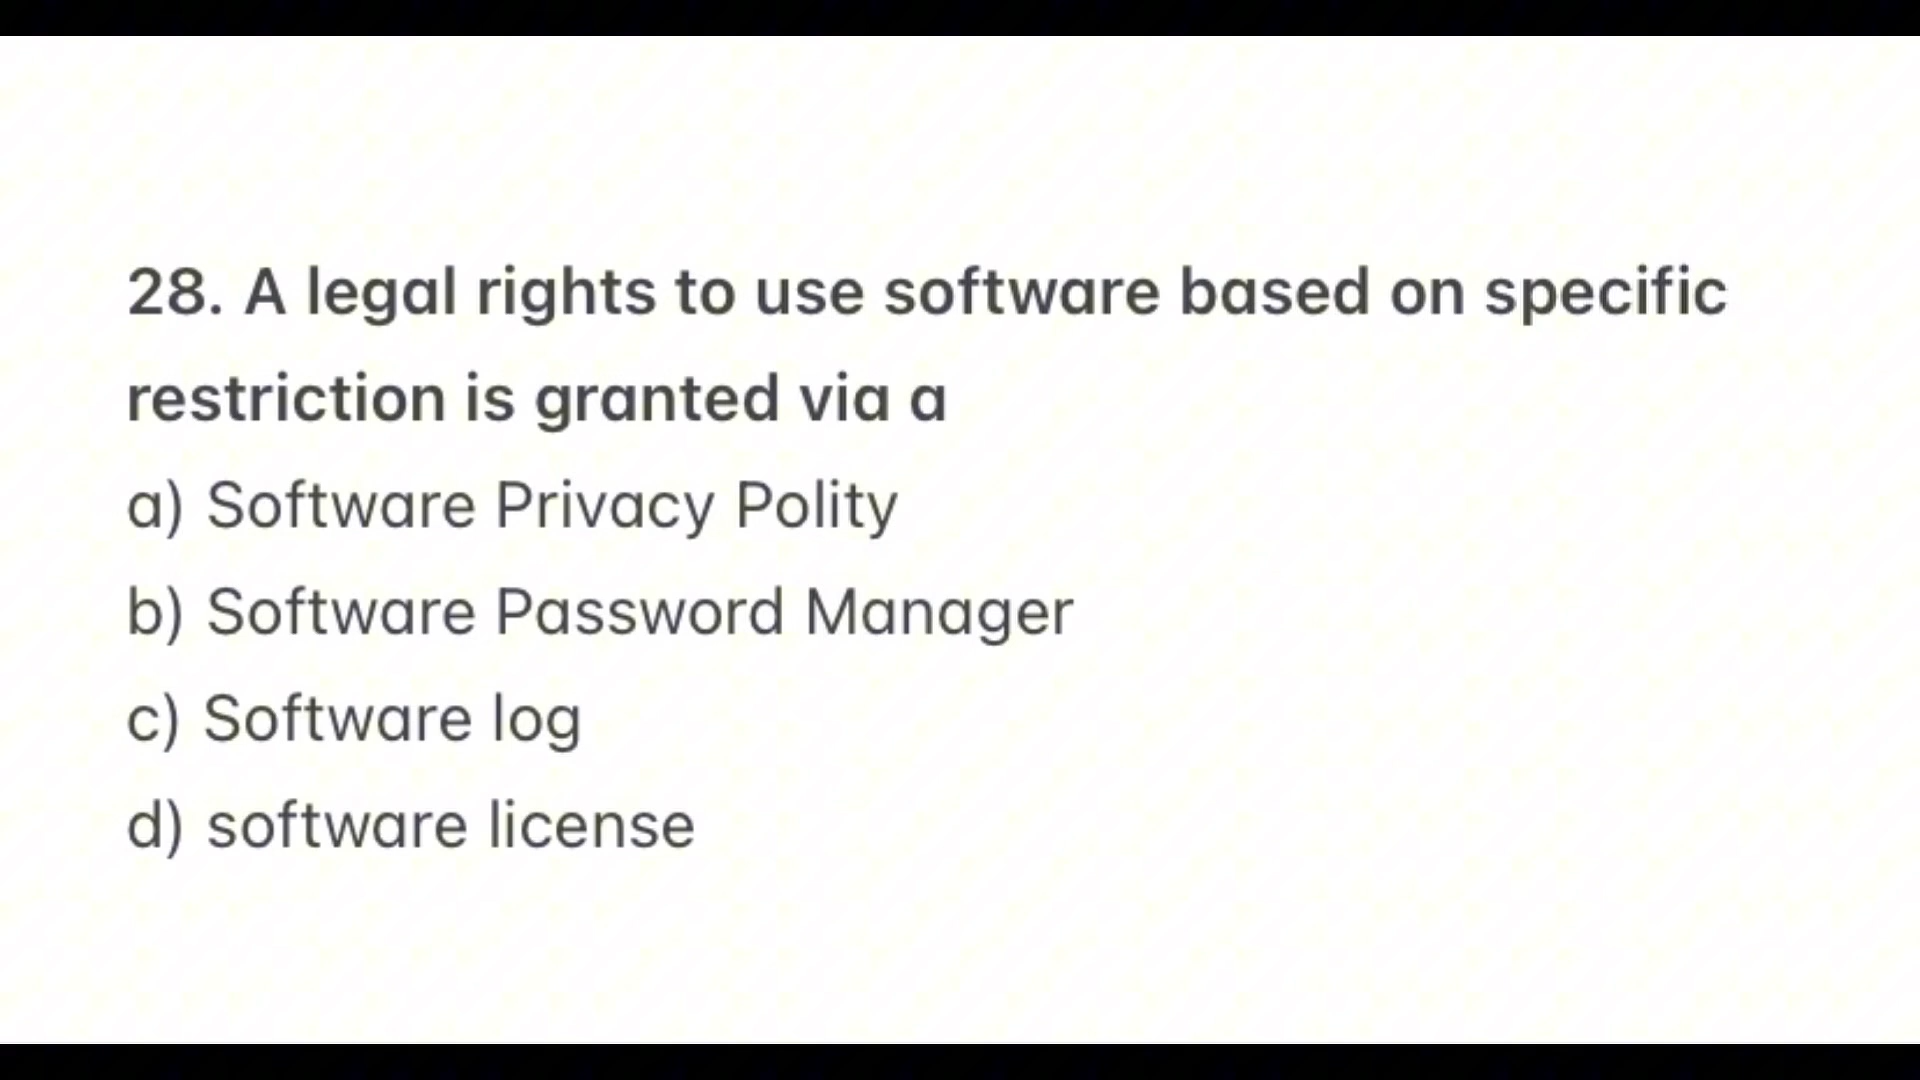 28. A legal rights to use software based on specific
restriction is granted via a
a) Software Privacy Polity
b) Software Password Manager
c) Software log
d) software license